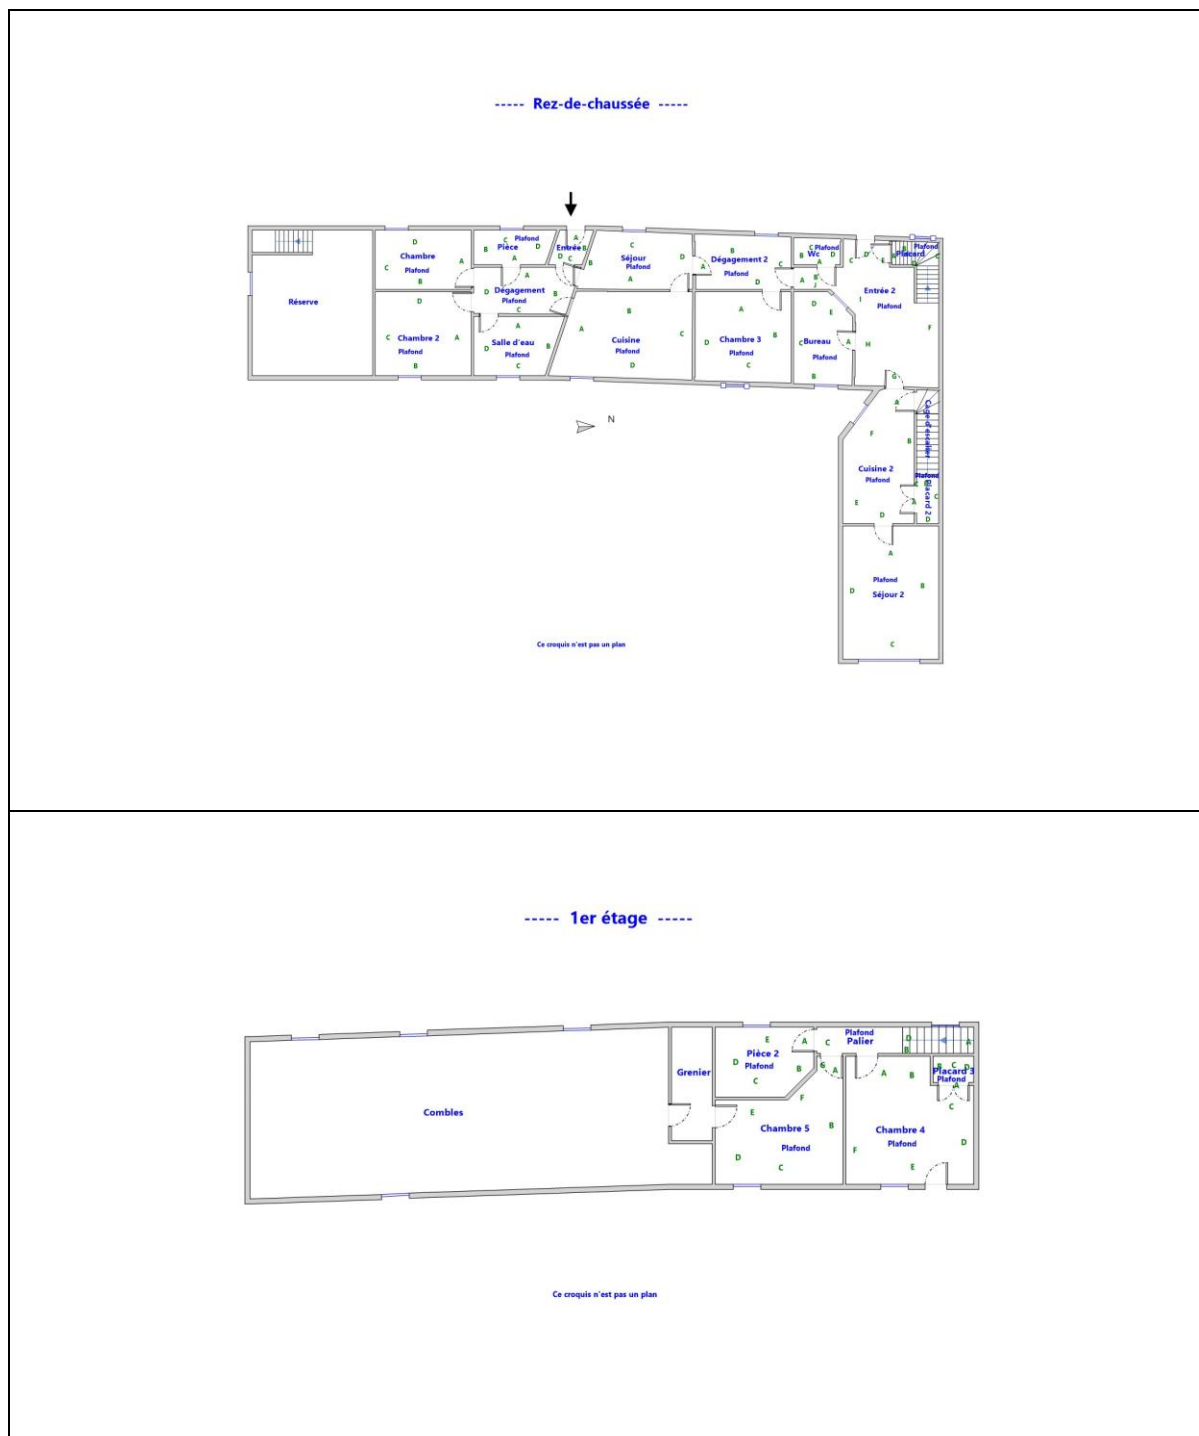 ----- Rez-de-chaussée -----
D
C
Plafond
B
D
A
C
Plafond
Wc
Plafond
Placard
Plafond
Pièce
Entrée
Séjour
Plafond
Dégagement 2
Plafond
Chambre
Plafond
Réserve
Dégagement
Plafond
Entrée 2
Plafond
Chambre 2
Plafond
Salle d'eau
Plafond
Cuisine
Plafond
Chambre 3
Plafond
Bureau
Plafond
N
Cage d'escalier
Cuisine 2
Plafond
Plafond
Placard 2
A
Plafond
B
D
Séjour 2
C
Ce croquis n'est pas un plan
----- 1er étage -----
Plafond
Palier
Pièce 2
Plafond
Grenier
Placard 3
Plafond
Combles
Chambre 5
Plafond
Chambre 4
Plafond
Ce croquis n'est pas un plan